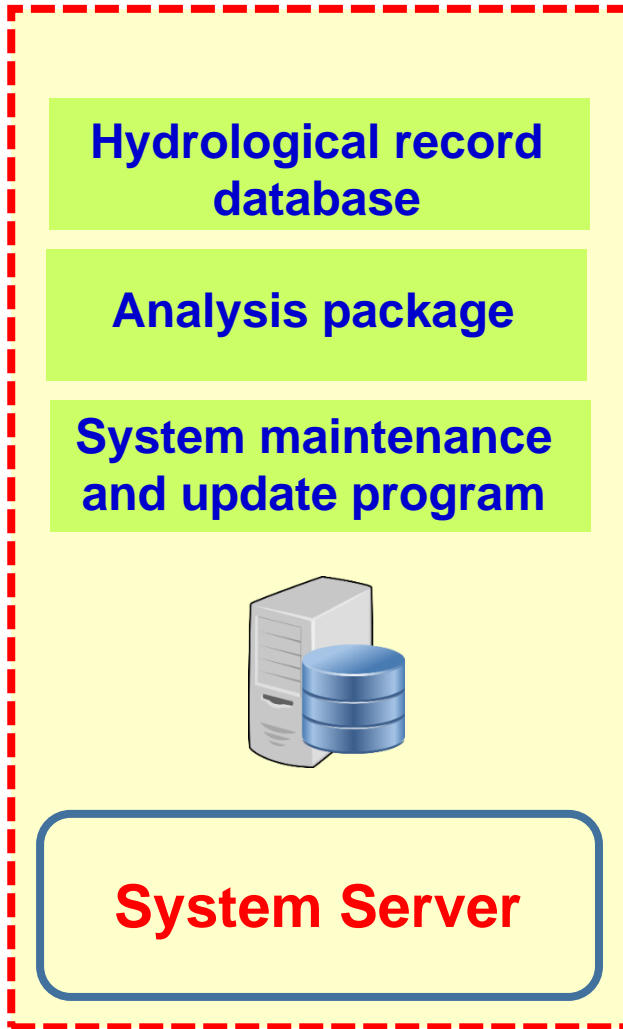 Hydrological record
database
Analysis package
System maintenance
and update program
System Server